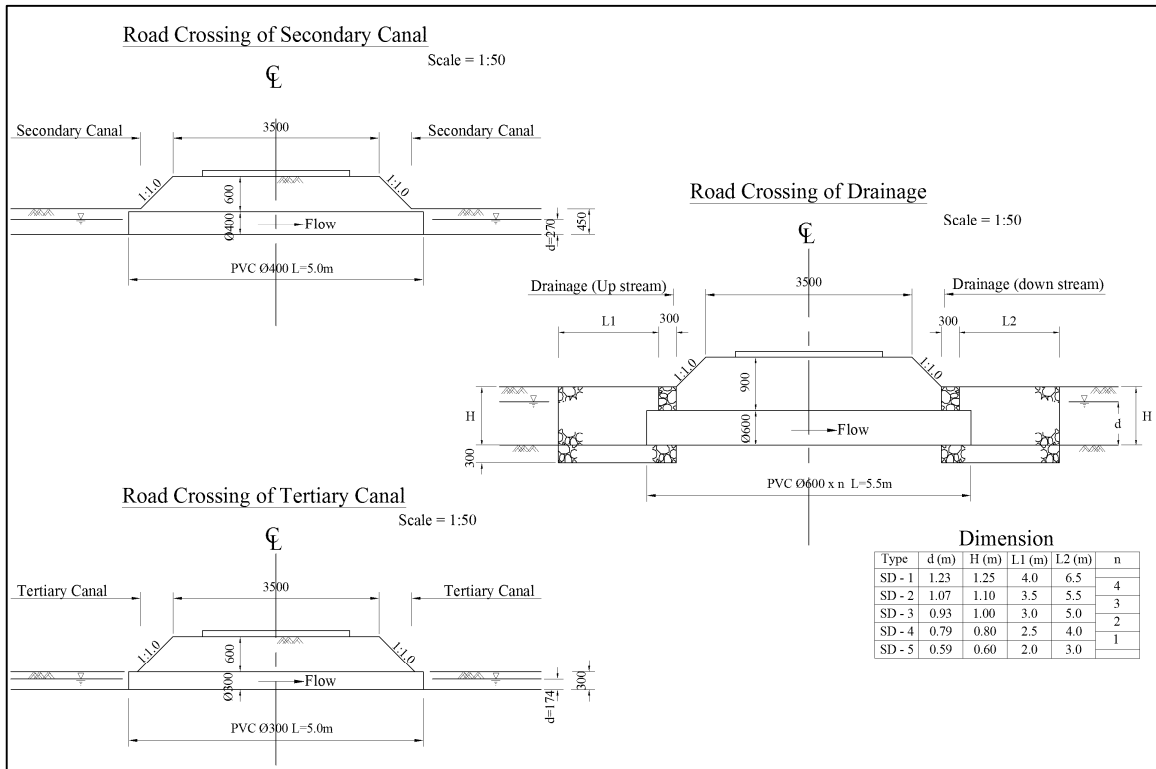 Road Crossing of Secondary Canal
Scale = 1:50
℄
Secondary Canal
3500
Secondary Canal
1:1.0
600
1:1.0
Ø400
Flow
d=270
450
PVC Ø400 L=5.0m
Road Crossing of Drainage
Scale = 1:50
℄
Drainage (Up stream)
3500
Drainage (down stream)
L1
300
300
L2
1:1.0
900
1:1.0
H
Ø600
Flow
d
H
300
PVC Ø600 x n L=5.5m
Road Crossing of Tertiary Canal
Scale = 1:50
℄
Tertiary Canal
3500
Tertiary Canal
1:1.0
600
1:1.0
Ø300
Flow
d=174
300
PVC Ø300 L=5.0m
Dimension
Type d (m) H (m) L1 (m) L2 (m) n
SD - 1 1.23 1.25 4.0 6.5
4
SD - 2 1.07 1.10 3.5 5.5
3
SD - 3 0.93 1.00 3.0 5.0
2
SD - 4 0.79 0.80 2.5 4.0
1
SD - 5 0.59 0.60 2.0 3.0